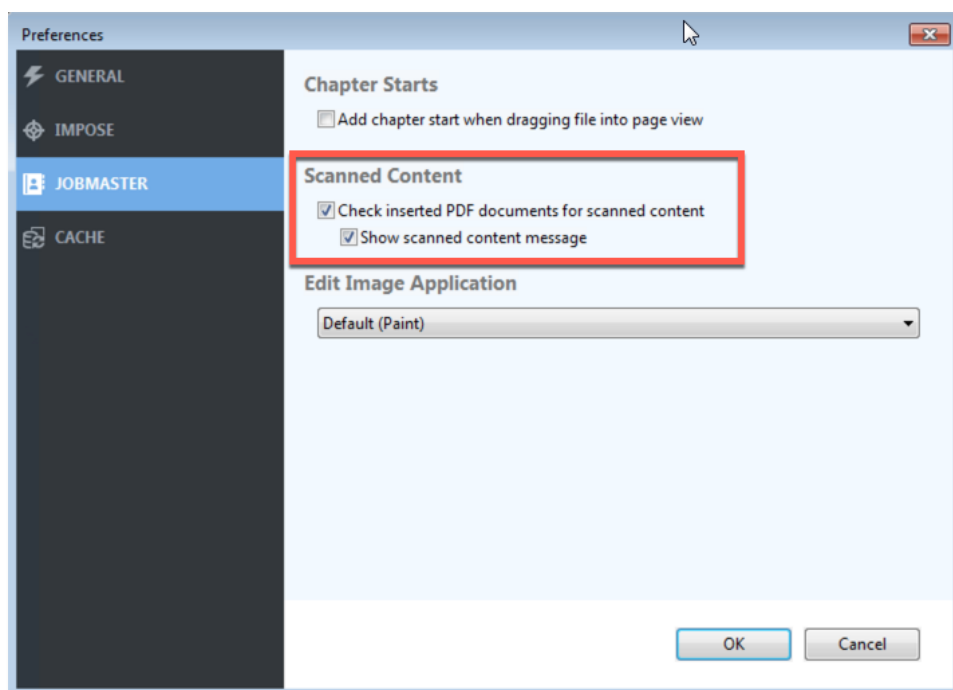 Preferences
GENERAL
IMPOSE
JOBMASTER
CACHE
Chapter Starts
Add chapter start when dragging file into page view
Scanned Content
Check inserted PDF documents for scanned content
Show scanned content message
Edit Image Application
Default (Paint)
OK
Cancel